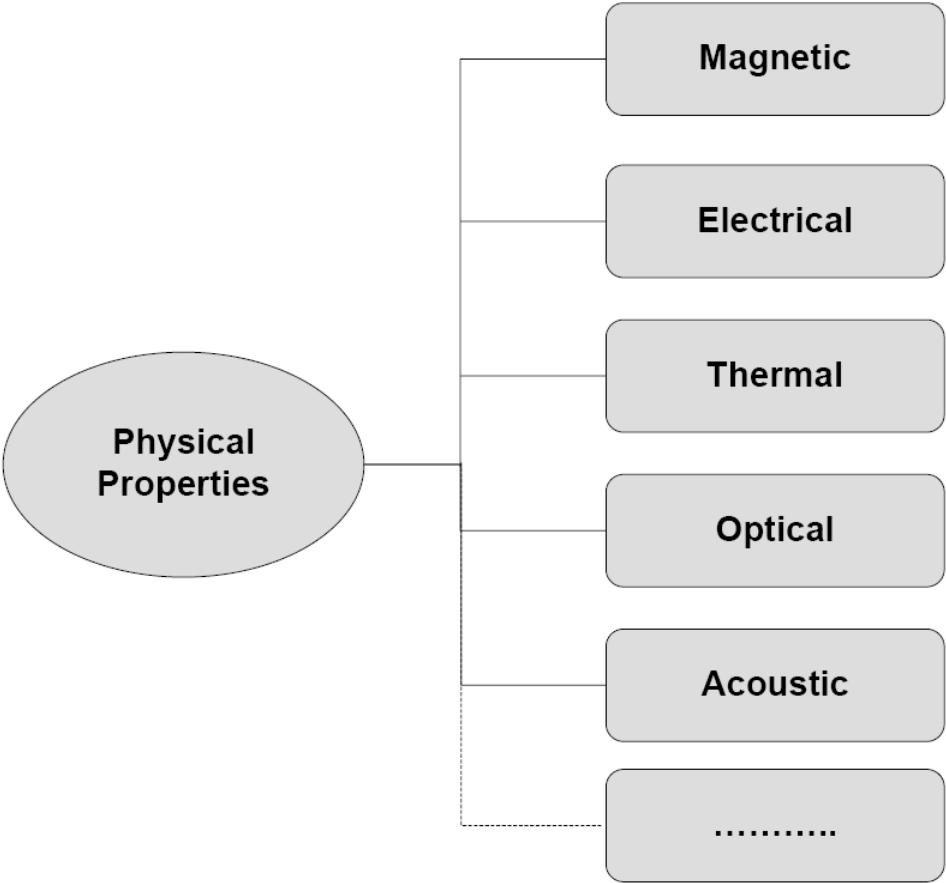 Magnetic
Electrical
Thermal
Physical
Properties
Optical
Acoustic
………..